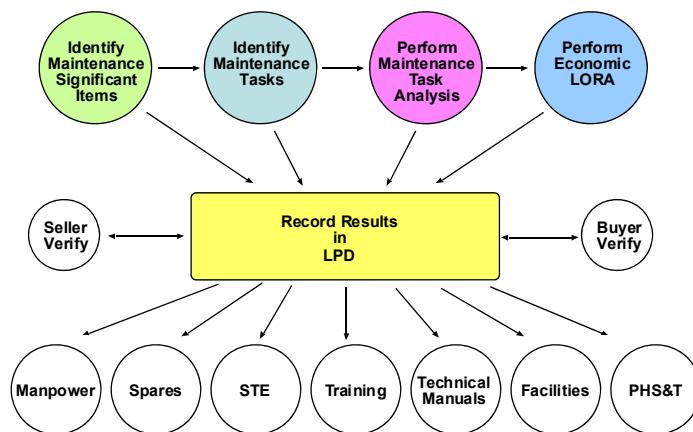 Identify
Maintenance
Significant
Items
Identify
Maintenance
Tasks
Perform
Maintenance
Task
Analysis
Perform
Economic
LORA
Seller
Verify
Record Results
in
LPD
Buyer
Verify
Manpower
Spares
STE
Training
Technical
Manuals
Facilities
PHS&T